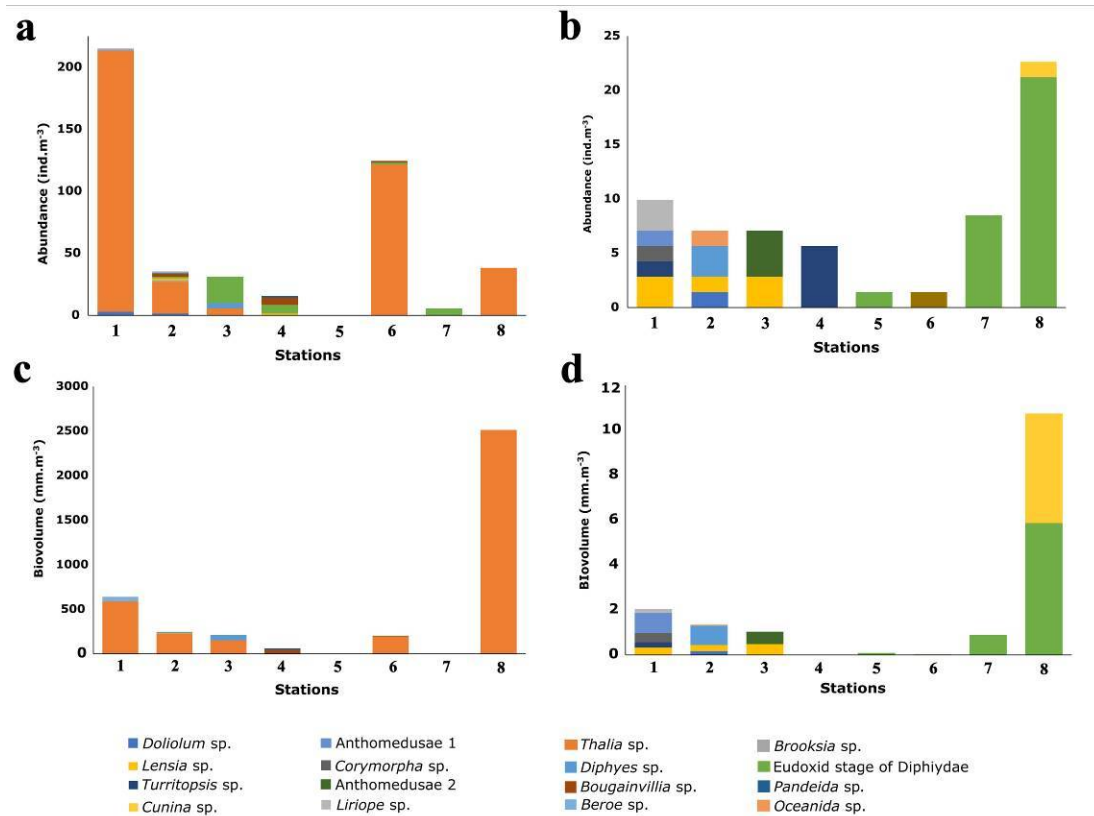 a
Abundance (ind.m-3)
200
150
100
50
0
1 2 3 4 5 6 7 8
Stations
b
Abundance (ind.m-3)
25
20
15
10
5
0
1 2 3 4 5 6 7 8
Stations
c
Biovolume (mm.m-3)
3000
2500
2000
1500
1000
500
0
1 2 3 4 5 6 7 8
Stations
d
BIovolume (mm.m-3)
12
10
8
6
4
2
0
1 2 3 4 5 6 7 8
Stations
Doliolum sp.
Lensia sp.
Turritopsis sp.
Cunina sp.
Anthomedusae 1
Corymorpha sp.
Anthomedusae 2
Liriope sp.
Thalia sp.
Diphyes sp.
Bougainvillia sp.
Beroe sp.
Brooksia sp.
Eudoxid stage of Diphiydae
Pandeida sp.
Oceanida sp.